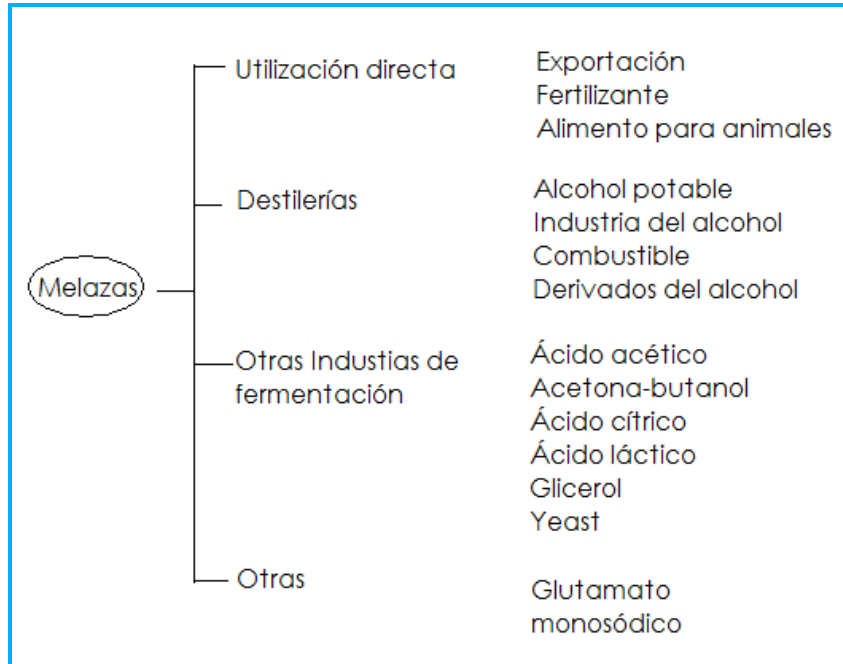 Utilización directa
Exportación
Fertilizante
Alimento para animales
Destilerías
Alcohol potable
Industria del alcohol
Combustible
Derivados del alcohol
Melazas
Otras Industias de
fermentación
Ácido acético
Acetona-butanol
Ácido cítrico
Ácido láctico
Glicerol
Yeast
Otras
Glutamato
monosódico